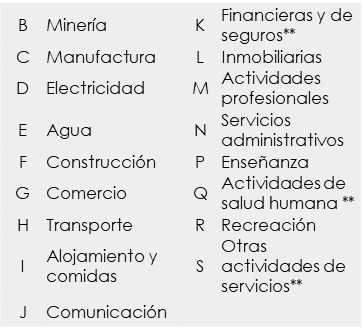 B Minería
C Manufactura
D Electricidad
E Agua
F Construcción
G Comercio
H Transporte
I Alojamiento y
comidas
J Comunicación
K Financieras y de
seguros**
L Inmobiliarias
M Actividades
profesionales
N Servicios
administrativos
P Enseñanza
Q Actividades de
salud humana **
R Recreación
S Otras
actividades de
servicios**